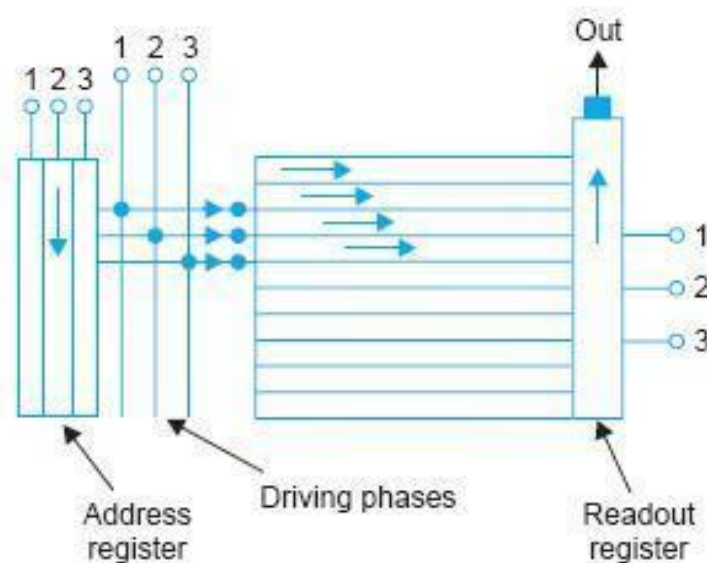 Out
1 2 3
1 2 3
1
2
3
Driving phases
Address
register
Readout
register